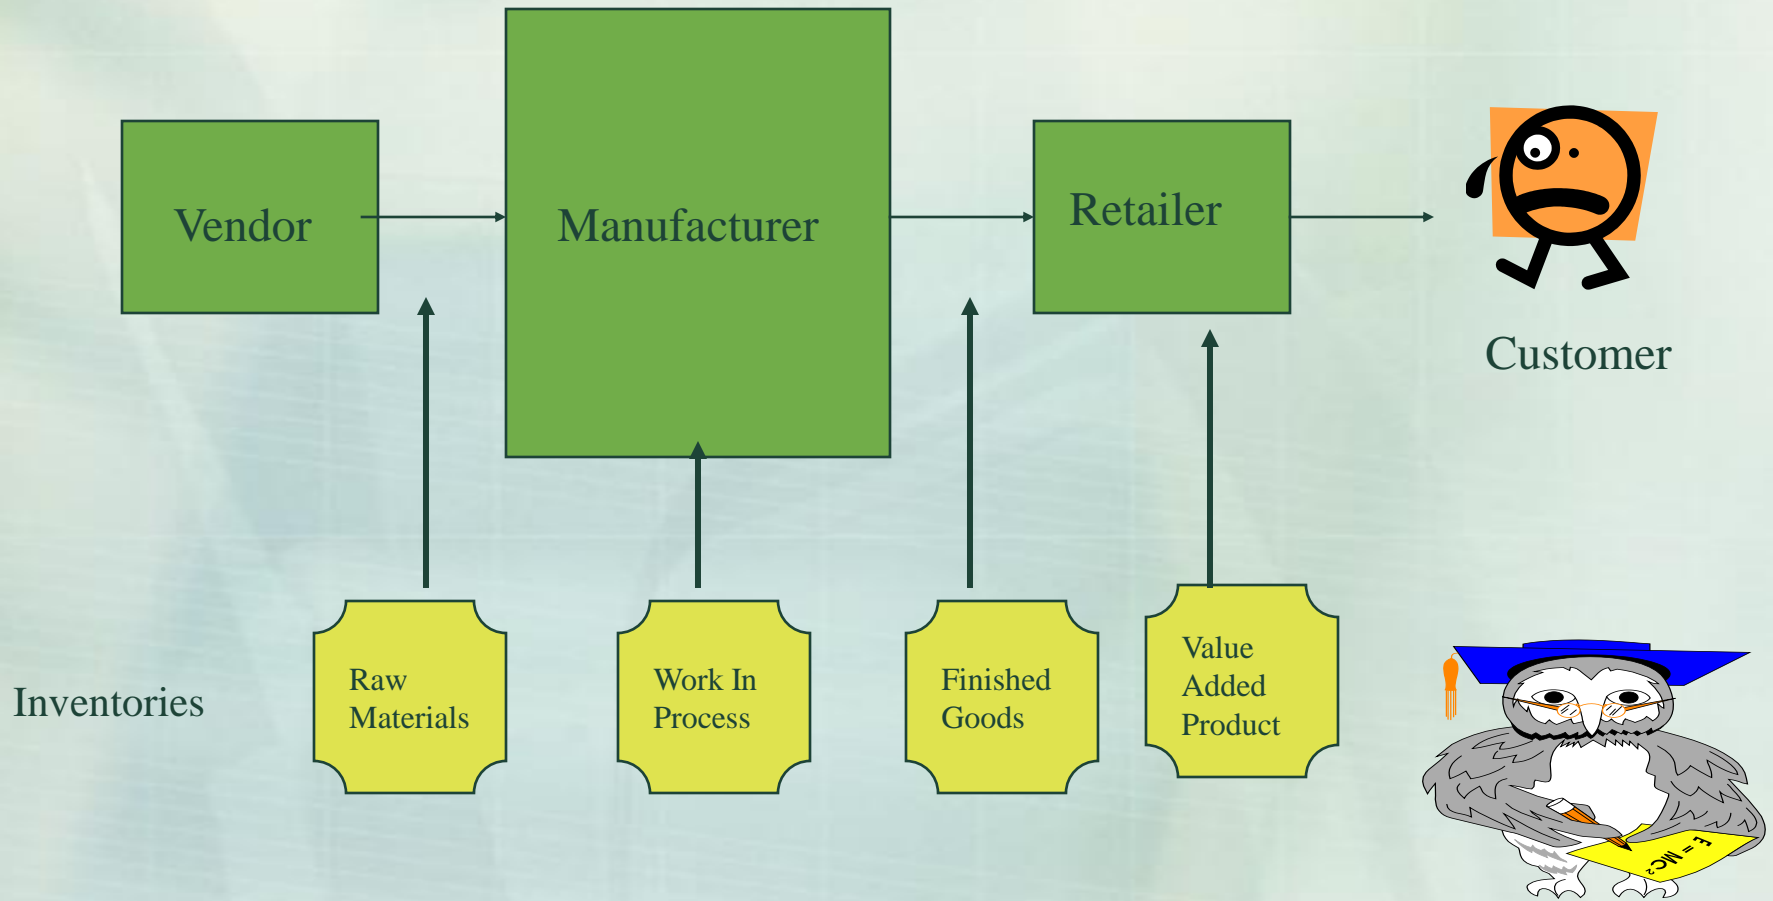 Vendor
Manufacturer
Retailer
Customer
Inventories
Raw
Materials
Work In
Process
Finished
Goods
Value
Added
Product
E = MC²